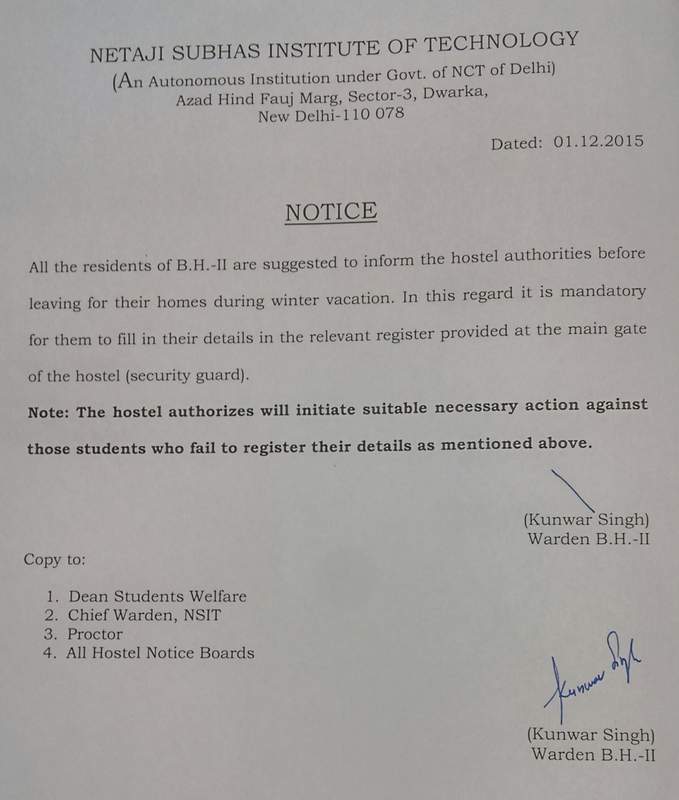 NETAJI SUBHAS INSTITUTE OF TECHNOLOGY
(An Autonomous Institution under Govt. of NCT of Delhi)
Azad Hind Fauj Marg, Sector-3, Dwarka,
New Delhi-110 078
Dated: 01.12.2015
NOTICE
All the residents of B.H.-II are suggested to inform the hostel authorities before
leaving for their homes during winter vacation. In this regard it is mandatory
for them to fill in their details in the relevant register provided at the main gate
of the hostel (security guard).
Note: The hostel authorizes will initiate suitable necessary action against
those students who fail to register their details as mentioned above.
(Kunwar Singh)
Warden B.H.-II
Copy to:
1. Dean Students Welfare
2. Chief Warden, NSIT
3. Proctor
4. All Hostel Notice Boards
Kunwar Singh
(Kunwar Singh)
Warden B.H.-II